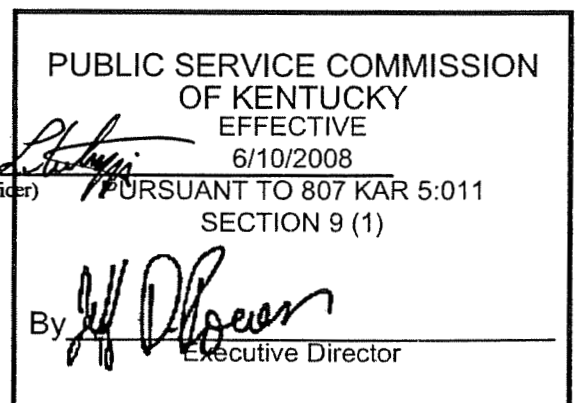 PUBLIC SERVICE COMMISSION
OF KENTUCKY
EFFECTIVE
6/10/2008
PURSUANT TO 807 KAR 5:011
SECTION 9 (1)
By
Executive Director